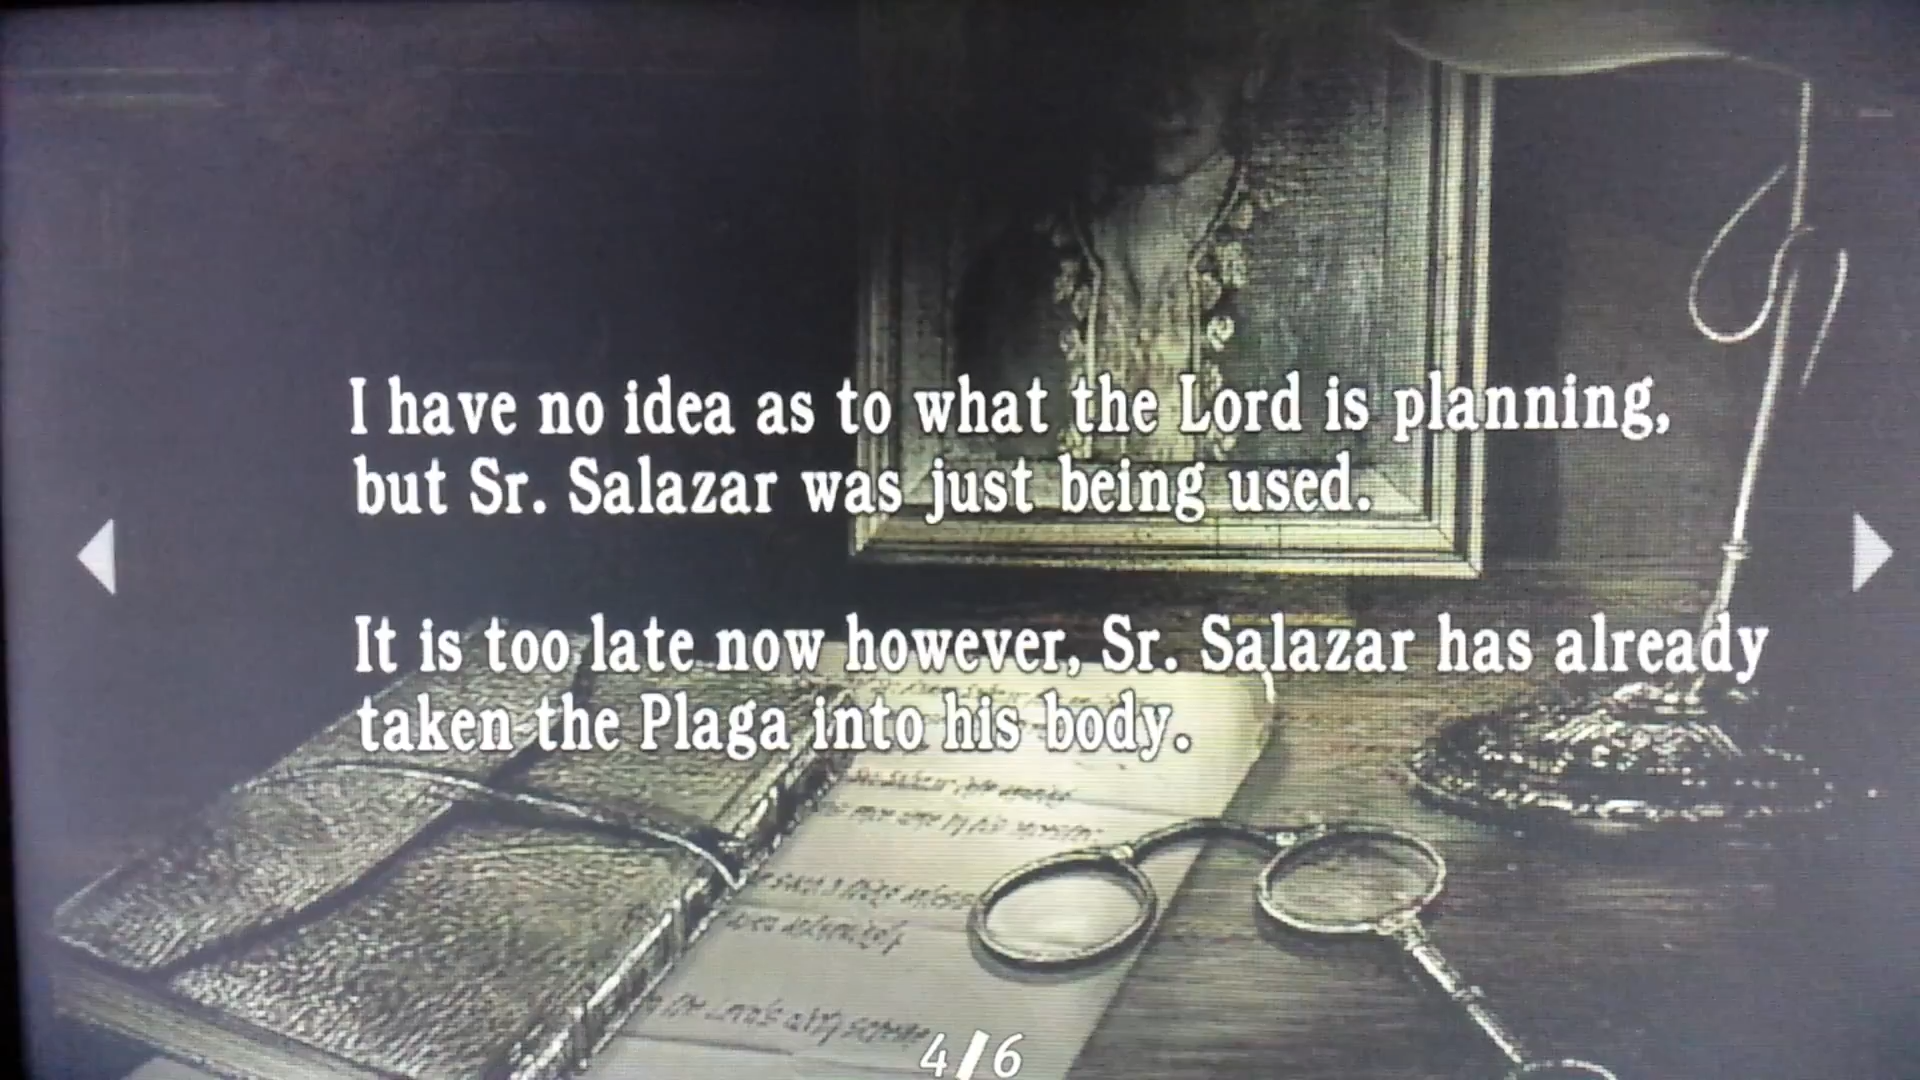 I have no idea as to what the Lord is planning,
but Sr. Salazar was just being used.
It is too late now however, Sr. Salazar has already
taken the Plaga into his body.
4/6